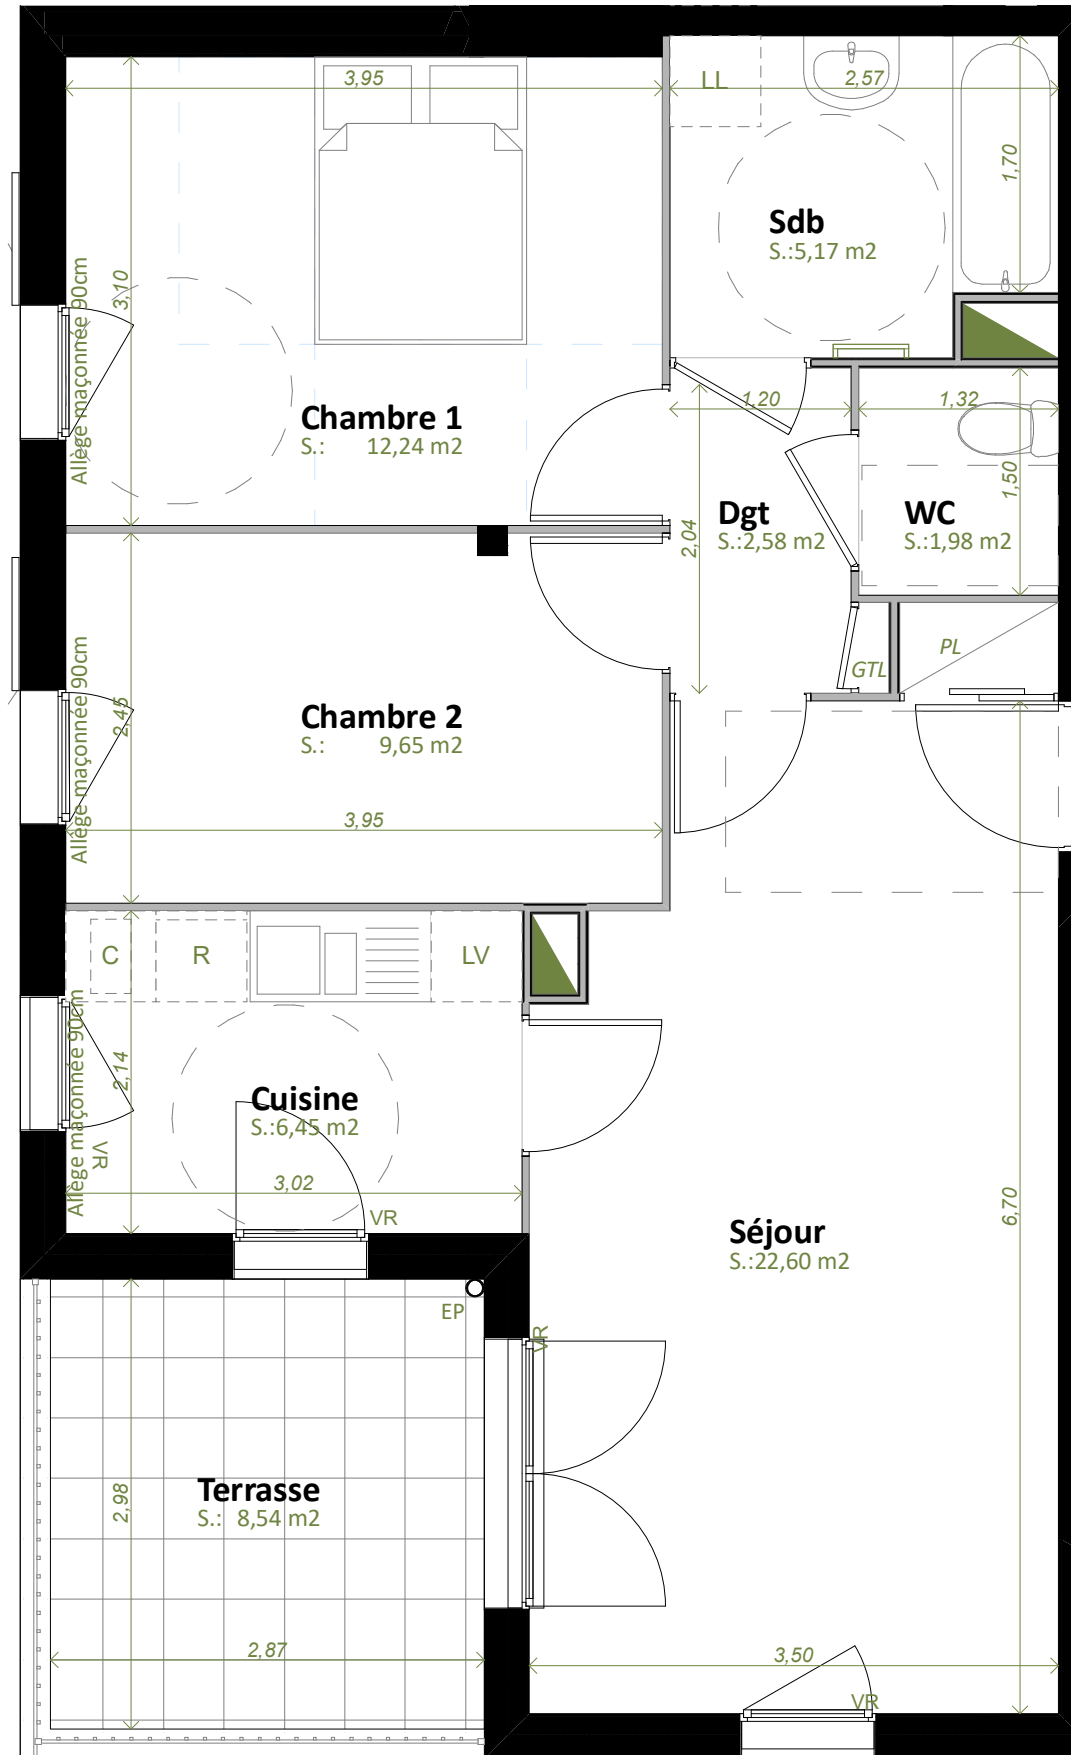 3,95
LL
2,57
1,70
Sdb
S.:5,17 m2
3,10
Allège maçonnée 90cm
Chambre 1
S.: 12,24 m2
1,20
1,32
1,50
2,04
Dgt
S.:2,58 m2
WC
S.:1,98 m2
GTL
PL
Allège maçonnée 90cm
2,45
Chambre 2
S.: 9,65 m2
3,95
C
R
LV
Allège maçonnée 90cm
2,14
VR
Cuisine
S.:6,45 m2
3,02
VR
6,70
Séjour
S.:22,60 m2
EP
VR
Terrasse
S.: 8,54 m2
2,98
2,87
3,50
VR